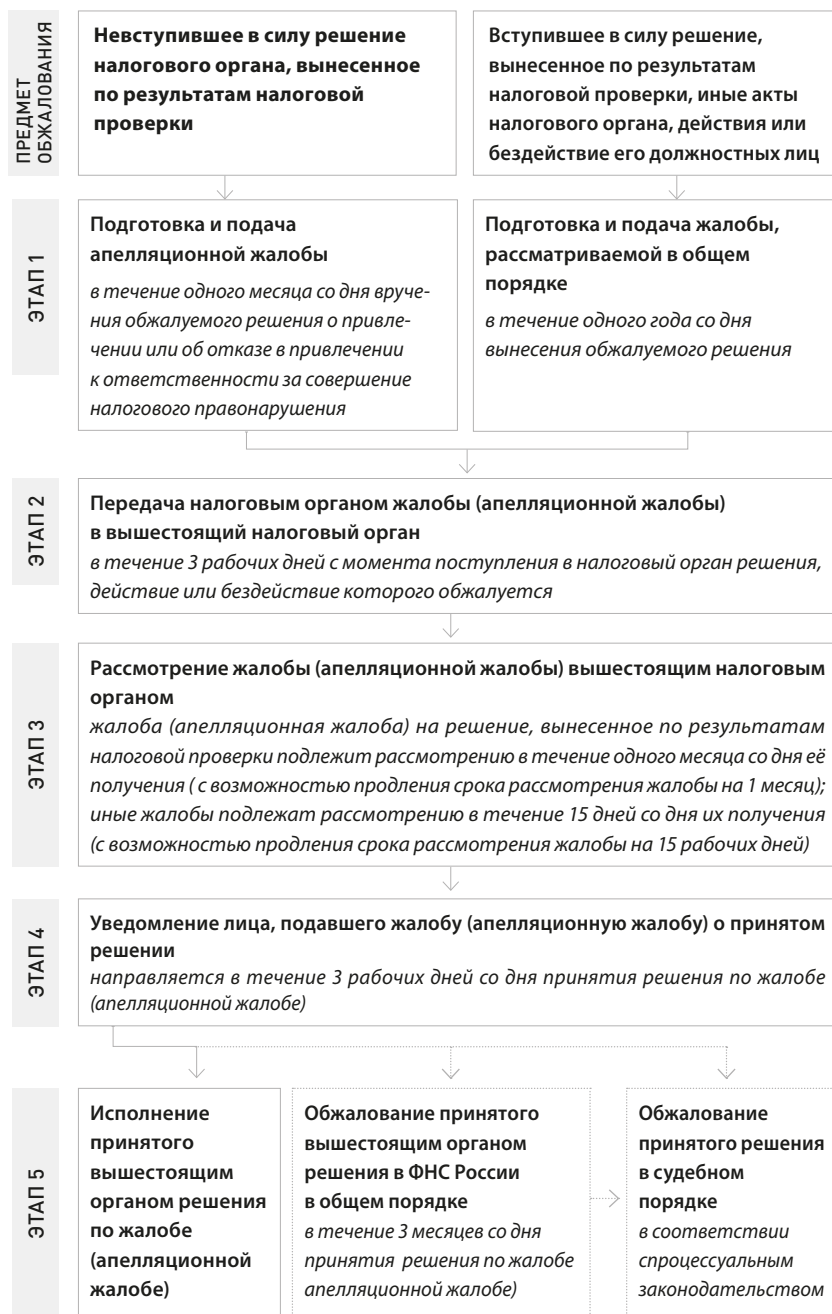 ПРЕДМЕТ
ОБЖАЛОВАНИЯ
Невступившее в силу решение
налогового органа, вынесенное
по результатам налоговой
проверки
Вступившее в силу решение,
вынесенное по результатам
налоговой проверки, иные акты
налогового органа, действия или
бездействие его должностных лиц
ЭТАП 1
Подготовка и подача
апелляционной жалобы
в течение одного месяца со дня вруче-
ния обжалуемого решения о привле-
чении или об отказе в привлечении
к ответственности за совершение
налогового правонарушения
Подготовка и подача жалобы,
рассматриваемой в общем
порядке
в течение одного года со дня
вынесения обжалуемого решения
ЭТАП 2
Передача налоговым органом жалобы (апелляционной жалобы)
в вышестоящий налоговый орган
в течение 3 рабочих дней с момента поступления в налоговый орган решения,
действие или бездействие которого обжалуется
ЭТАП 3
Рассмотрение жалобы (апелляционной жалобы) вышестоящим налоговым
органом
жалоба (апелляционная жалоба) на решение, вынесенное по результатам
налоговой проверки подлежит рассмотрению в течение одного месяца со дня её
получения ( с возможностью продления срока рассмотрения жалобы на 1 месяц);
иные жалобы подлежат рассмотрению в течение 15 дней со дня их получения
(с возможностью продления срока рассмотрения жалобы на 15 рабочих дней)
ЭТАП 4
Уведомление лица, подавшего жалобу (апелляционную жалобу) о принятом
решении
направляется в течение 3 рабочих дней со дня принятия решения по жалобе
(апелляционной жалобе)
ЭТАП 5
Исполнение
принятого
вышестоящим
органом решения
по жалобе
(апелляционной
жалобе)
Обжалование принятого
вышестоящим органом
решения в ФНС России
в общем порядке
в течение 3 месяцев со дня
принятия решения по жалобе
апелляционной жалобе)
Обжалование
принятого решения
в судебном
порядке
в соответствии
спроцессуальным
законодательством